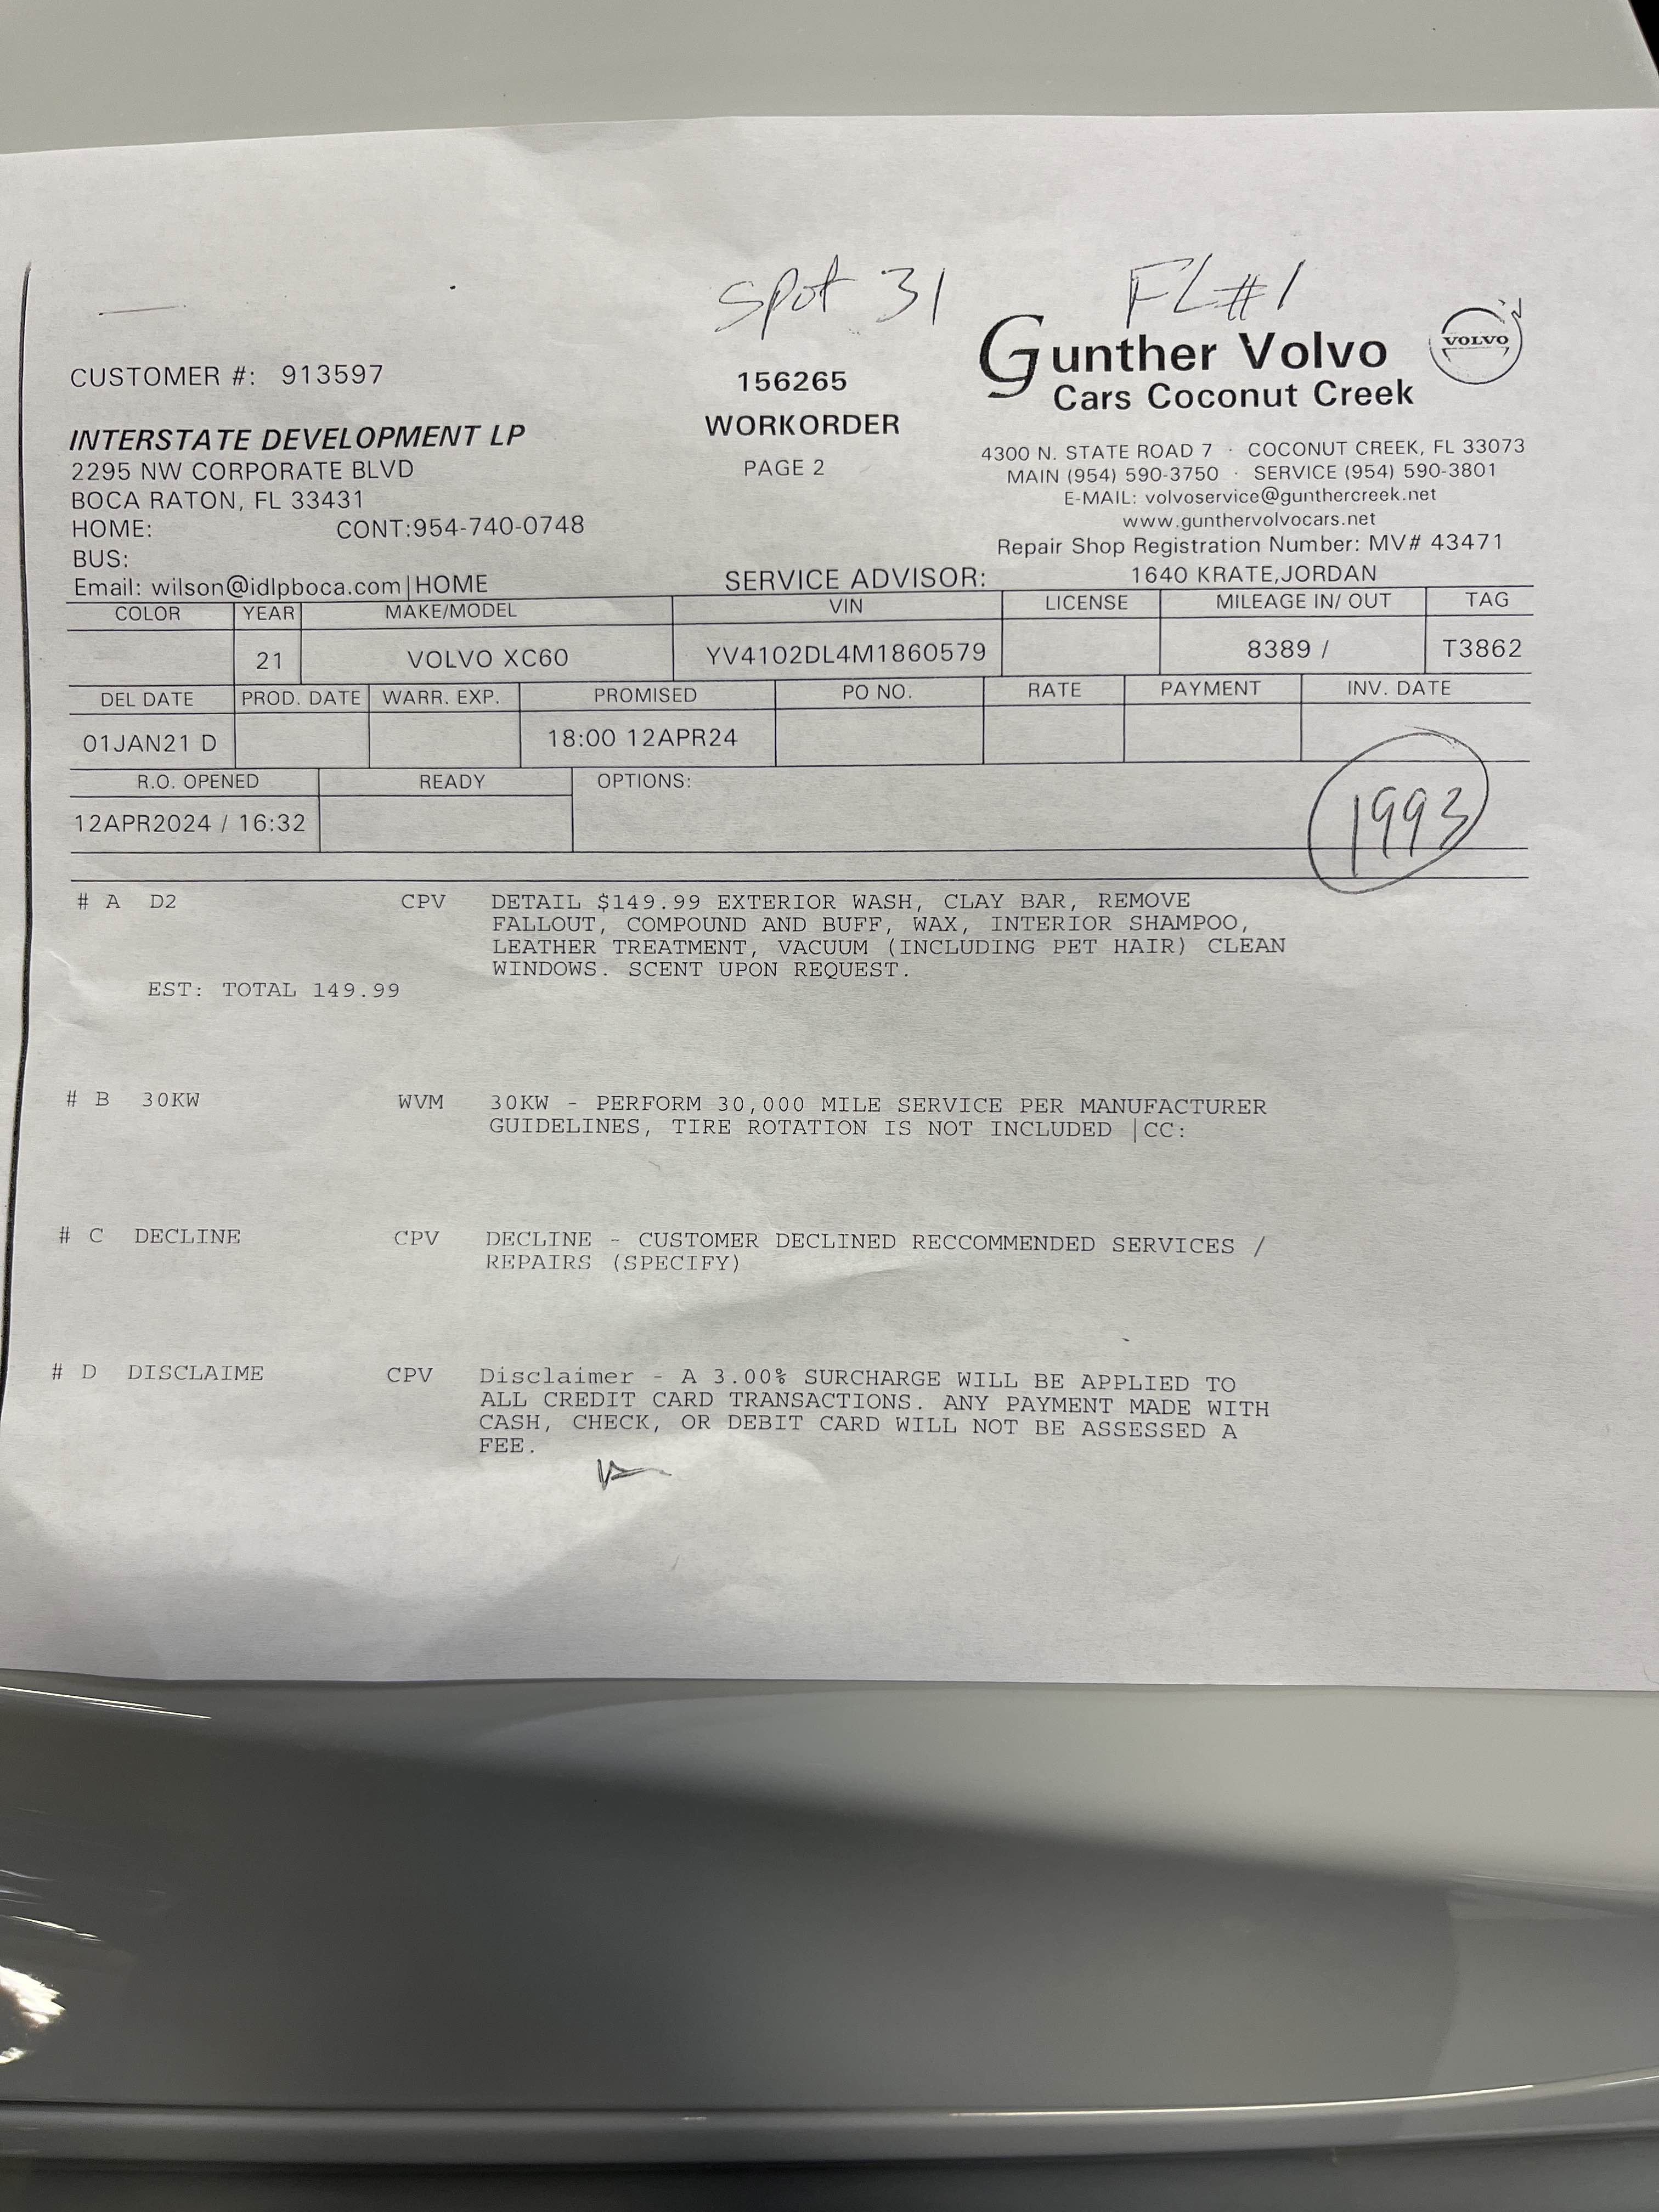 Spot 31 FL#1
Gunther Volvo
VOLVO
Cars Coconut Creek
CUSTOMER #: 913597
156265
WORKORDER
PAGE 2
INTERSTATE DEVELOPMENT LP
2295 NW CORPORATE BLVD
BOCA RATON, FL 33431
HOME: CONT:954-740-0748
BUS:
Email: wilson@idlpboca.com|HOME
4300 N. STATE ROAD 7 · COCONUT CREEK, FL 33073
MAIN (954) 590-3750 · SERVICE (954) 590-3801
E-MAIL: volvoservice@gunthercreek.net
www.gunthervolvocars.net
Repair Shop Registration Number: MV# 43471
SERVICE ADVISOR: 1640 KRATE,JORDAN
COLOR YEAR MAKE/MODEL VIN LICENSE MILEAGE IN/ OUT TAG
21 VOLVO XC60 YV4102DL4M1860579 8389 / T3862
DEL DATE PROD. DATE WARR. EXP. PROMISED PO NO. RATE PAYMENT INV. DATE
01JAN21 D 18:00 12APR24
R.O. OPENED READY OPTIONS:
12APR2024 / 16:32
1993
# A D2 CPV DETAIL $149.99 EXTERIOR WASH, CLAY BAR, REMOVE
FALLOUT, COMPOUND AND BUFF, WAX, INTERIOR SHAMPOO,
LEATHER TREATMENT, VACUUM (INCLUDING PET HAIR) CLEAN
WINDOWS. SCENT UPON REQUEST.
EST: TOTAL 149.99
# B 30KW WVM 30KW - PERFORM 30,000 MILE SERVICE PER MANUFACTURER
GUIDELINES, TIRE ROTATION IS NOT INCLUDED |CC:
# C DECLINE CPV DECLINE - CUSTOMER DECLINED RECCOMMENDED SERVICES /
REPAIRS (SPECIFY)
# D DISCLAIME CPV Disclaimer - A 3.00% SURCHARGE WILL BE APPLIED TO
ALL CREDIT CARD TRANSACTIONS. ANY PAYMENT MADE WITH
CASH, CHECK, OR DEBIT CARD WILL NOT BE ASSESSED A
FEE.